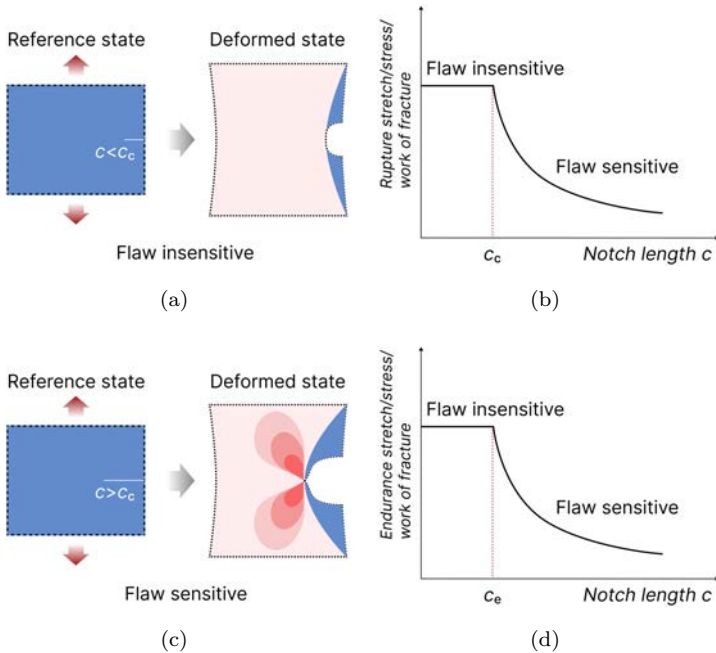 Reference state
Deformed state
c<cc
Flaw insensitive
(a)
Rupture stretch/stress/
work of fracture
Flaw insensitive
Flaw sensitive
cc
Notch length c
(b)
Reference state
Deformed state
c>cc
Flaw sensitive
(c)
Endurance stretch/stress/
work of fracture
Flaw insensitive
Flaw sensitive
ce
Notch length c
(d)